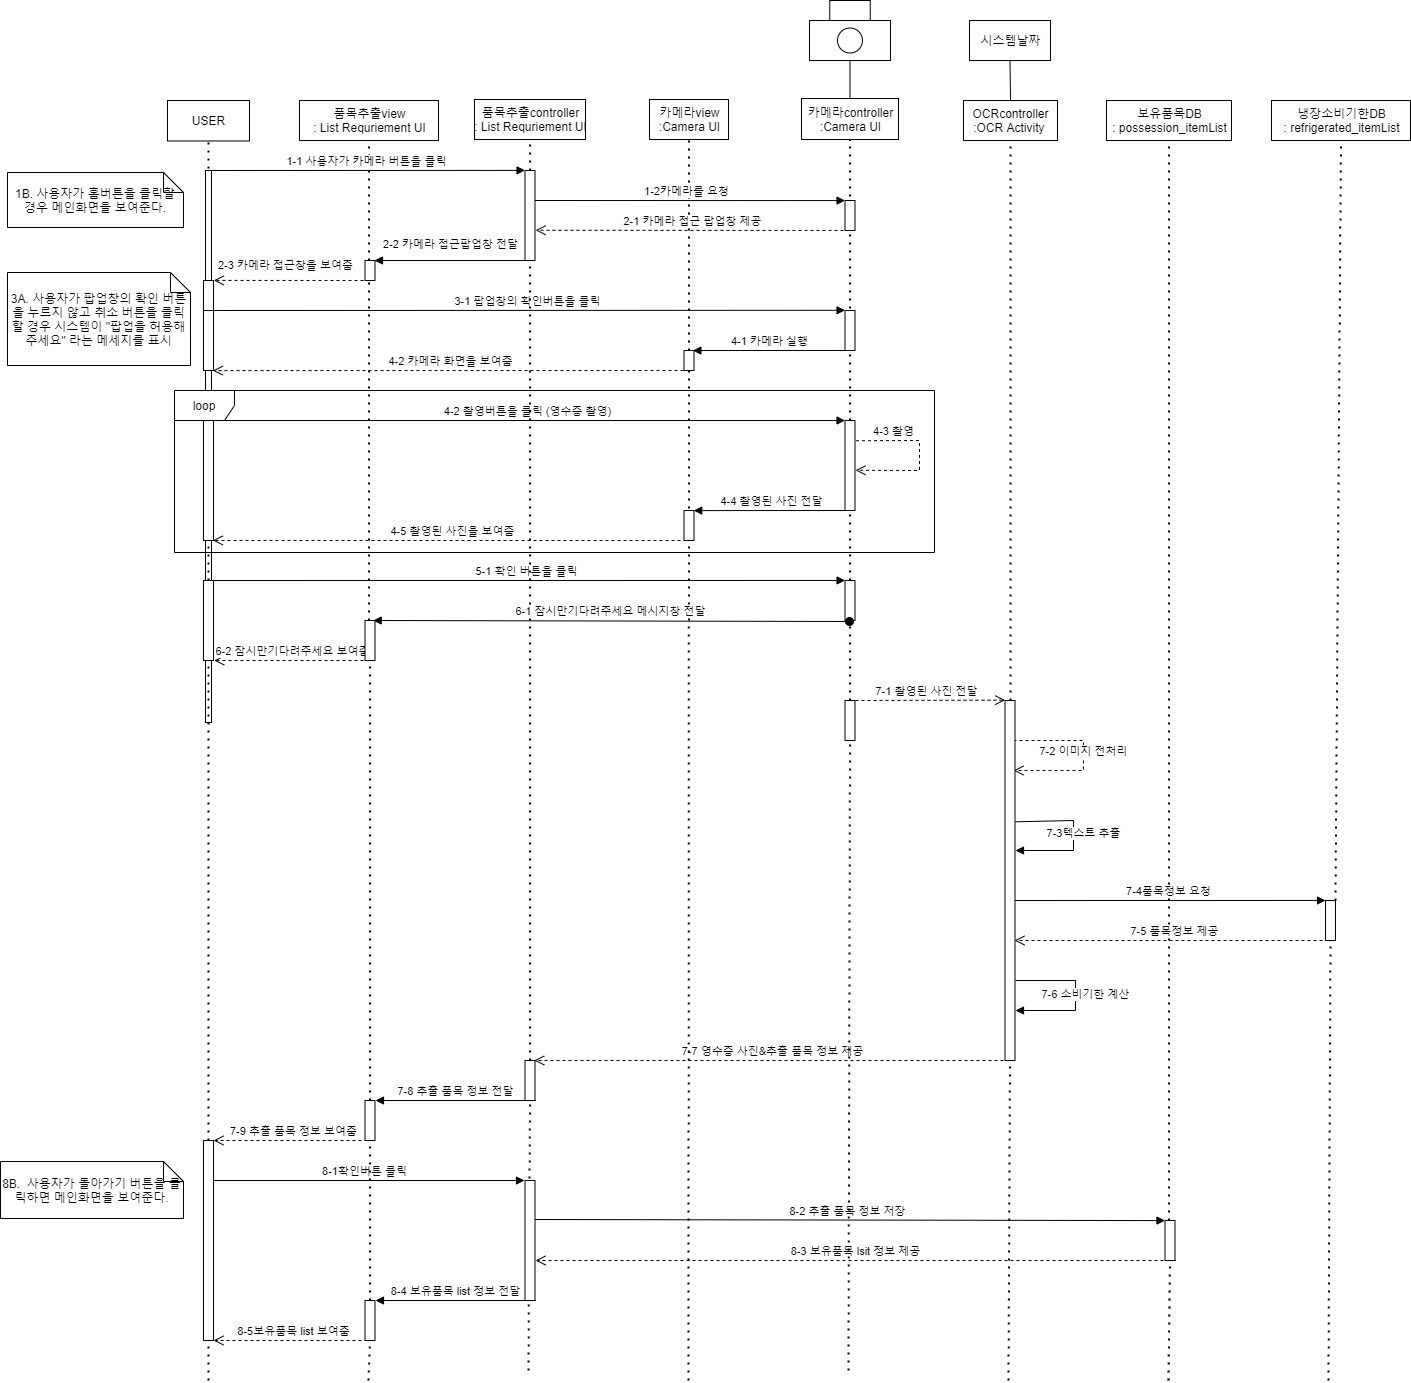 시스템날짜
USER
품목추출view
: List Requriement UI
품목추출controller
: List Requriement UI
카메라view
:Camera UI
카메라controller
:Camera UI
OCRcontroller
:OCR Activity
보유품목DB
: possession_itemList
냉장소비기한DB
: refrigerated_itemList
1-1 사용자가 카메라 버튼을 클릭
1B. 사용자가 홈버튼을 클릭할
경우 메인화면을 보여준다.
1-2카메라를 요청
2-1 카메라 접근 팝업창 제공
2-2 카메라 접근팝업창 전달
2-3 카메라 접근창을 보여줌
3A. 사용자가 팝업창의 확인 버튼
을 누르지 않고 취소 버튼을 클릭
할 경우 시스템이 "팝업을 허용해
주세요" 라는 메세지를 표시
3-1 팝업창의 확인버튼을 클릭
4-1 카메라 실행
4-2 카메라 화면을 보여줌
loop
4-2 촬영버튼을 클릭 (영수증 촬영)
4-3 촬영
4-4 촬영된 사진 전달
4-5 촬영된 사진을 보여줌
5-1 확인 버튼을 클릭
6-1 잠시만기다려주세요 메시지창 전달
6-2 잠시만기다려주세요 보여줌
7-1 촬영된 사진 전달
7-2 이미지 전처리
7-3텍스트 추출
7-4품목정보 요청
7-5 품목정보 제공
7-6 소비기한 계산
7-7 영수증 사진&추출 품목 정보 제공
7-8 추출 품목 정보 전달
7-9 추출 품목 정보 보여줌
8-1확인버튼 클릭
8B. 사용자가 돌아가기 버튼을 클
릭하면 메인화면을 보여준다.
8-2 추출 품목 정보 저장
8-3 보유품목 lsit 정보 제공
8-4 보유품목 list 정보 전달
8-5보유품목 list 보여줌